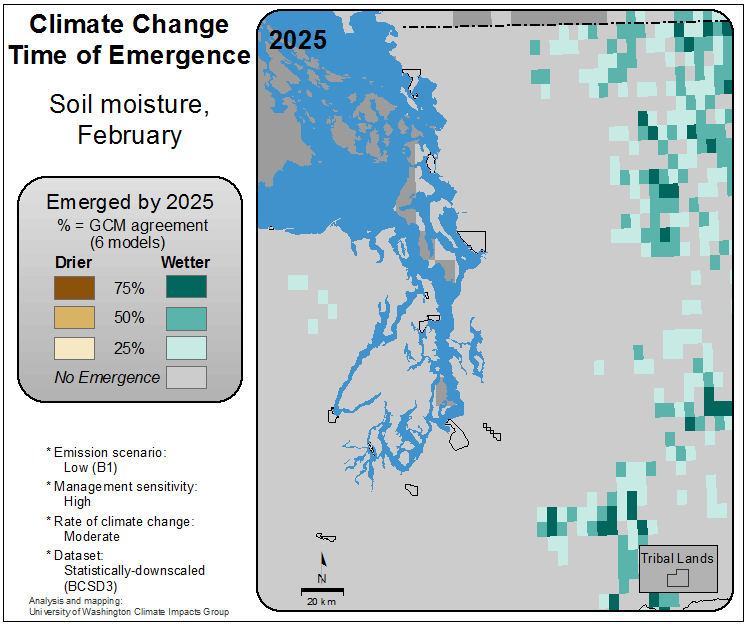 Climate Change
Time of Emergence
Soil moisture,
February
Emerged by 2025
% = GCM agreement
(6 models)
Drier Wetter
75%
50%
25%
No Emergence
* Emission scenario:
Low (B1)
* Management sensitivity:
High
* Rate of climate change:
Moderate
* Dataset:
Statistically-downscaled
(BCSD3)
Analysis and mapping:
University of Washington Climate Impacts Group
2025
N
20 km
Tribal Lands